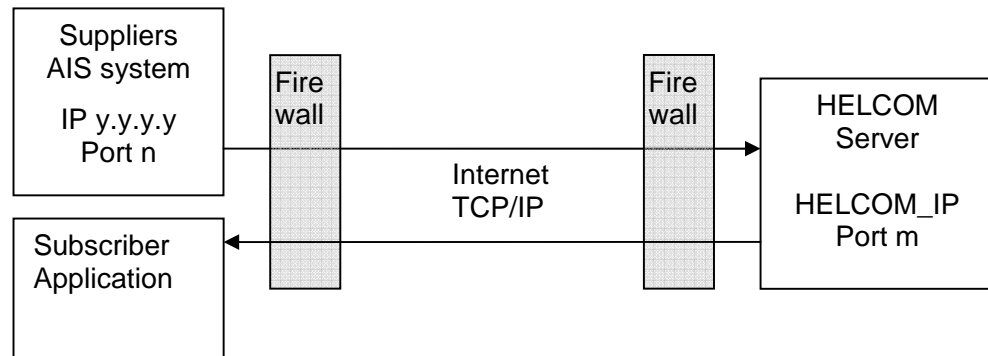 Suppliers
AIS system
IP y.y.y.y
Port n
Fire
wall
Internet
TCP/IP
Fire
wall
HELCOM
Server
HELCOM_IP
Port m
Subscriber
Application